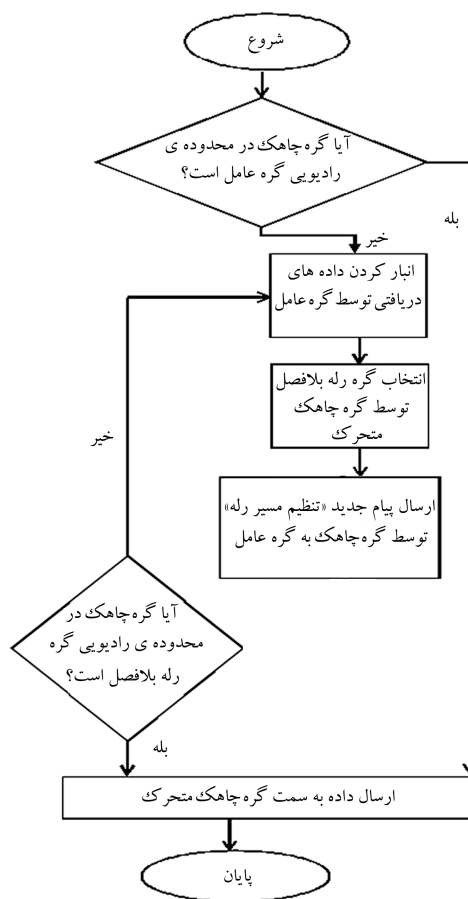 شروع
آیا گره چاهک در محدوده ی
رادیویی گره عامل است؟
بله
خیر
انبار کردن داده های
دریافتی توسط گره عامل
انتخاب گره رله بلافصل
توسط گره چاهک
متحرک
خیر
ارسال پیام جدید «تنظیم مسیر رله»
توسط گره چاهک به گره عامل
آیا گره چاهک در
محدوده ی رادیویی گره
رله بلافصل است؟
بله
ارسال داده به سمت گره چاهک متحرک
پایان